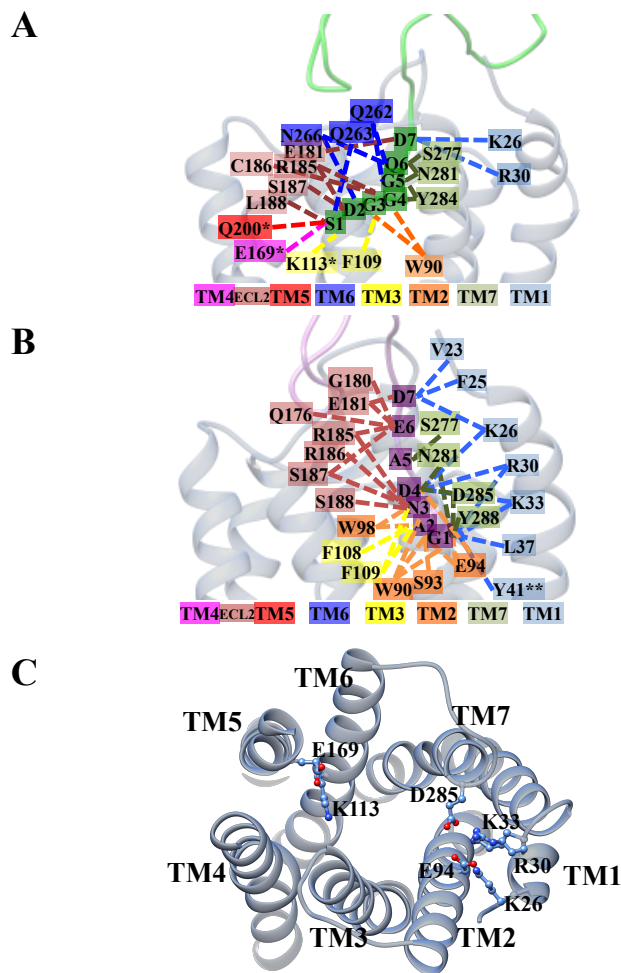 A
Q262
N266 Q263 D7 K26
E181 S277
C186 R185 Q6 N281 R30
S187 G5
L188 D2 G3 G4 Y284
Q200* S1
E169* K113* F109 W90
TM4 ECL2 TM5 TM6 TM3 TM2 TM7 TM1
B
V23
G180 F25
E181 D7
Q176 E6 S277 K26
R185
R186 A5 N281 R30
S187 D4 D285
S188 N3 K33
W98 A2 G1 Y288
F108 L37
F109 E94
W90 S93 Y41**
TM4 ECL2 TM5 TM6 TM3 TM2 TM7 TM1
C
TM6
TM5 TM7
E169
D285
K113 K33
TM4 E94 R30
TM1
K26
TM3 TM2